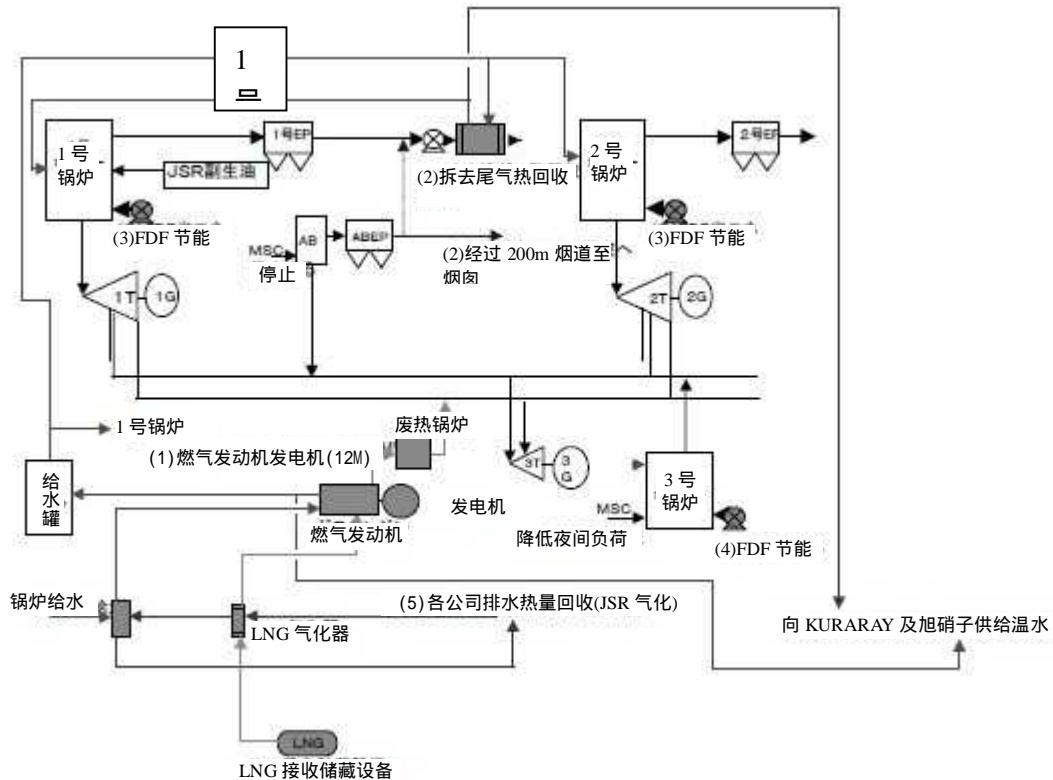 1
1 号
锅炉
1号EP
JSR副生油
(2)拆去尾气热回收
2 号
锅炉
2号EP
(3)FDF 节能
AB
ABEP
MSC
停止
(2)经过 200m 烟道至
烟囱
(3)FDF 节能
1T
1G
2T
2G
1 号锅炉
废热锅炉
(1)燃气发动机发电机(12M)
给
水
罐
3T
3
G
3 号
锅炉
发电机
MSC
燃气发动机
降低夜间负荷
(4)FDF 节能
锅炉给水
(5)各公司排水热量回收(JSR 气化)
LNG 气化器
向 KURARAY 及旭硝子供给温水
LNG
LNG 接收储藏设备